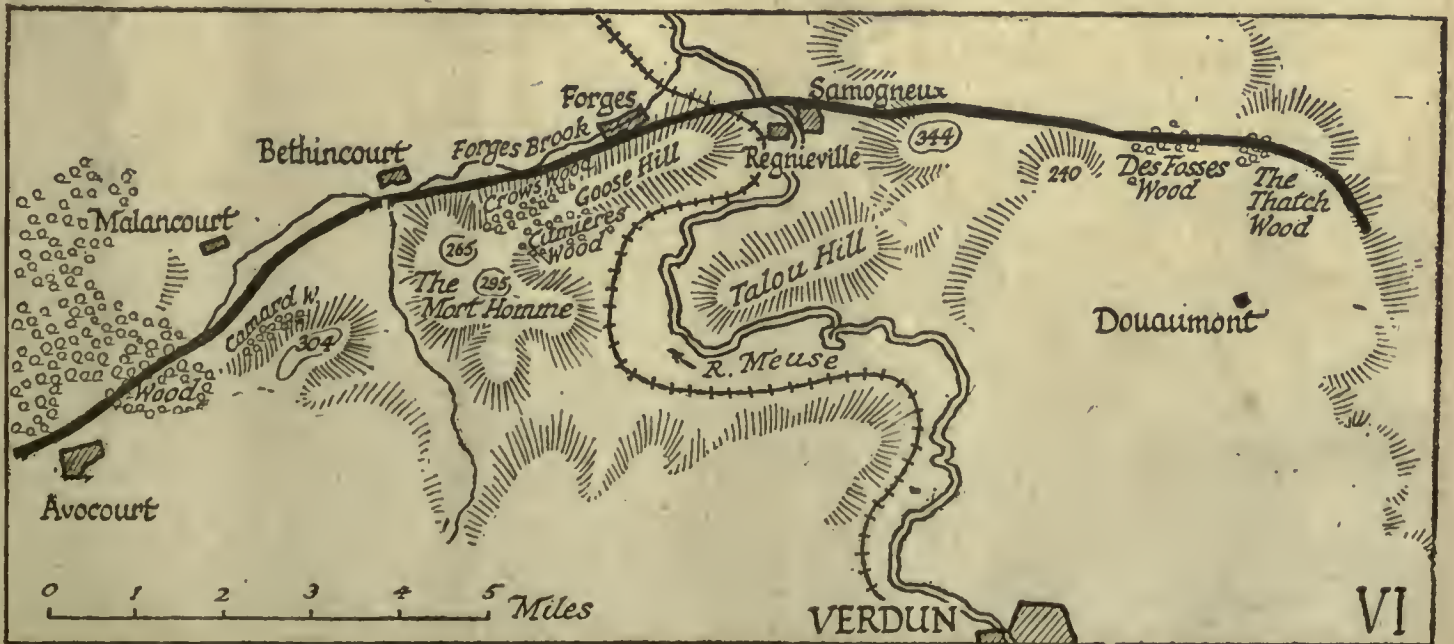 Samogneux
Forges
Forges Brook
Bethincourt
Regnieville
344
Des Fosses
Wood
240
The
Thatch
Wood
Crows Wood
Goose Hill
Cumieres
Wood
Malancourt
265
295
The
Mort Homme
Talou Hill
Camard W.
304
Douaumont
R. Meuse
Wood
Avocourt
0 1 2 3 4 5 Miles
VERDUN
VI